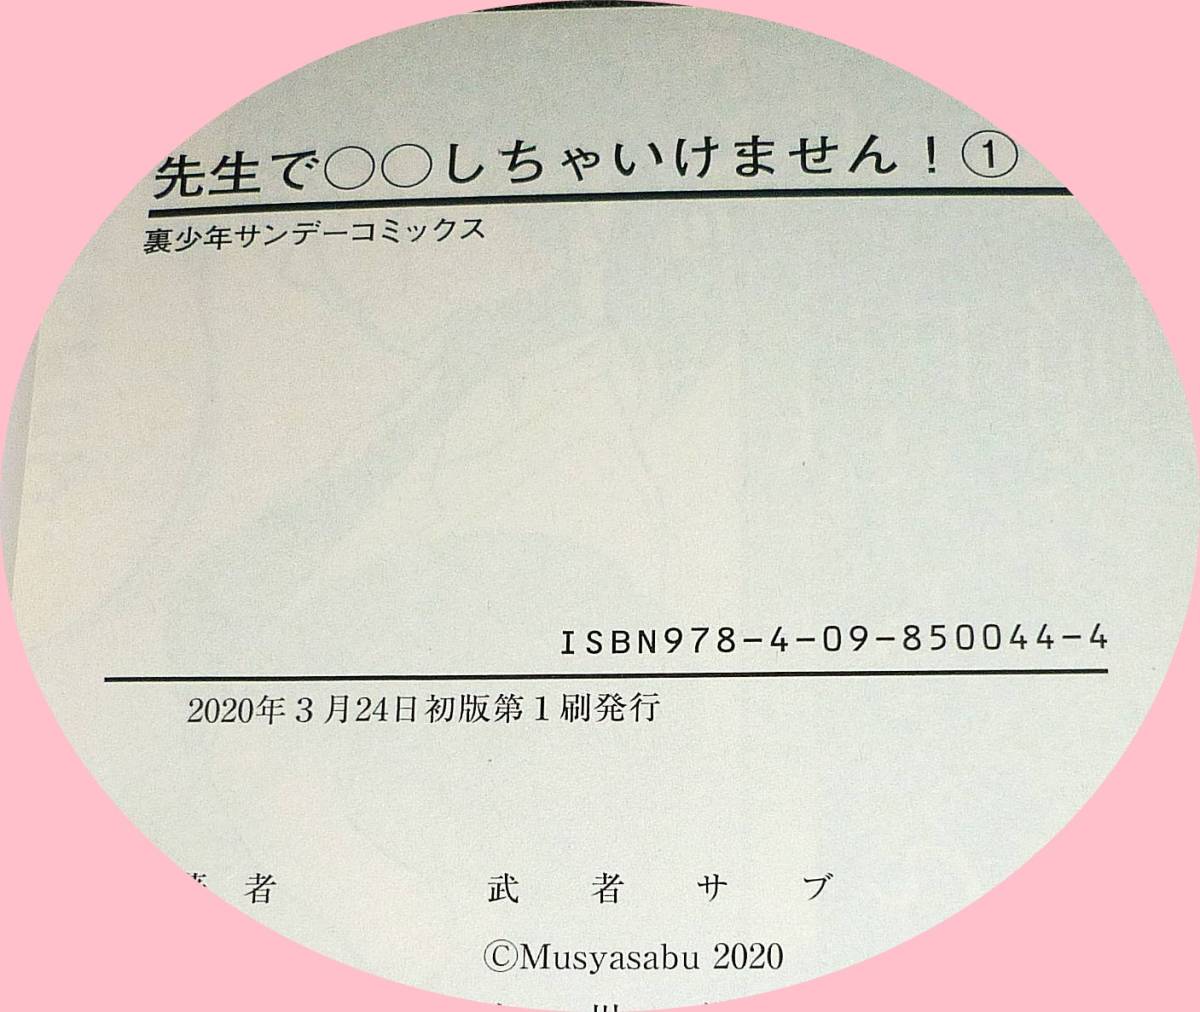 先生で○○しちゃいけません！①
裏少年サンデーコミックス
ISBN978-4-09-850044-4
2020年３月24日初版第１刷発行
著者　武者サブ
©Musyasabu 2020